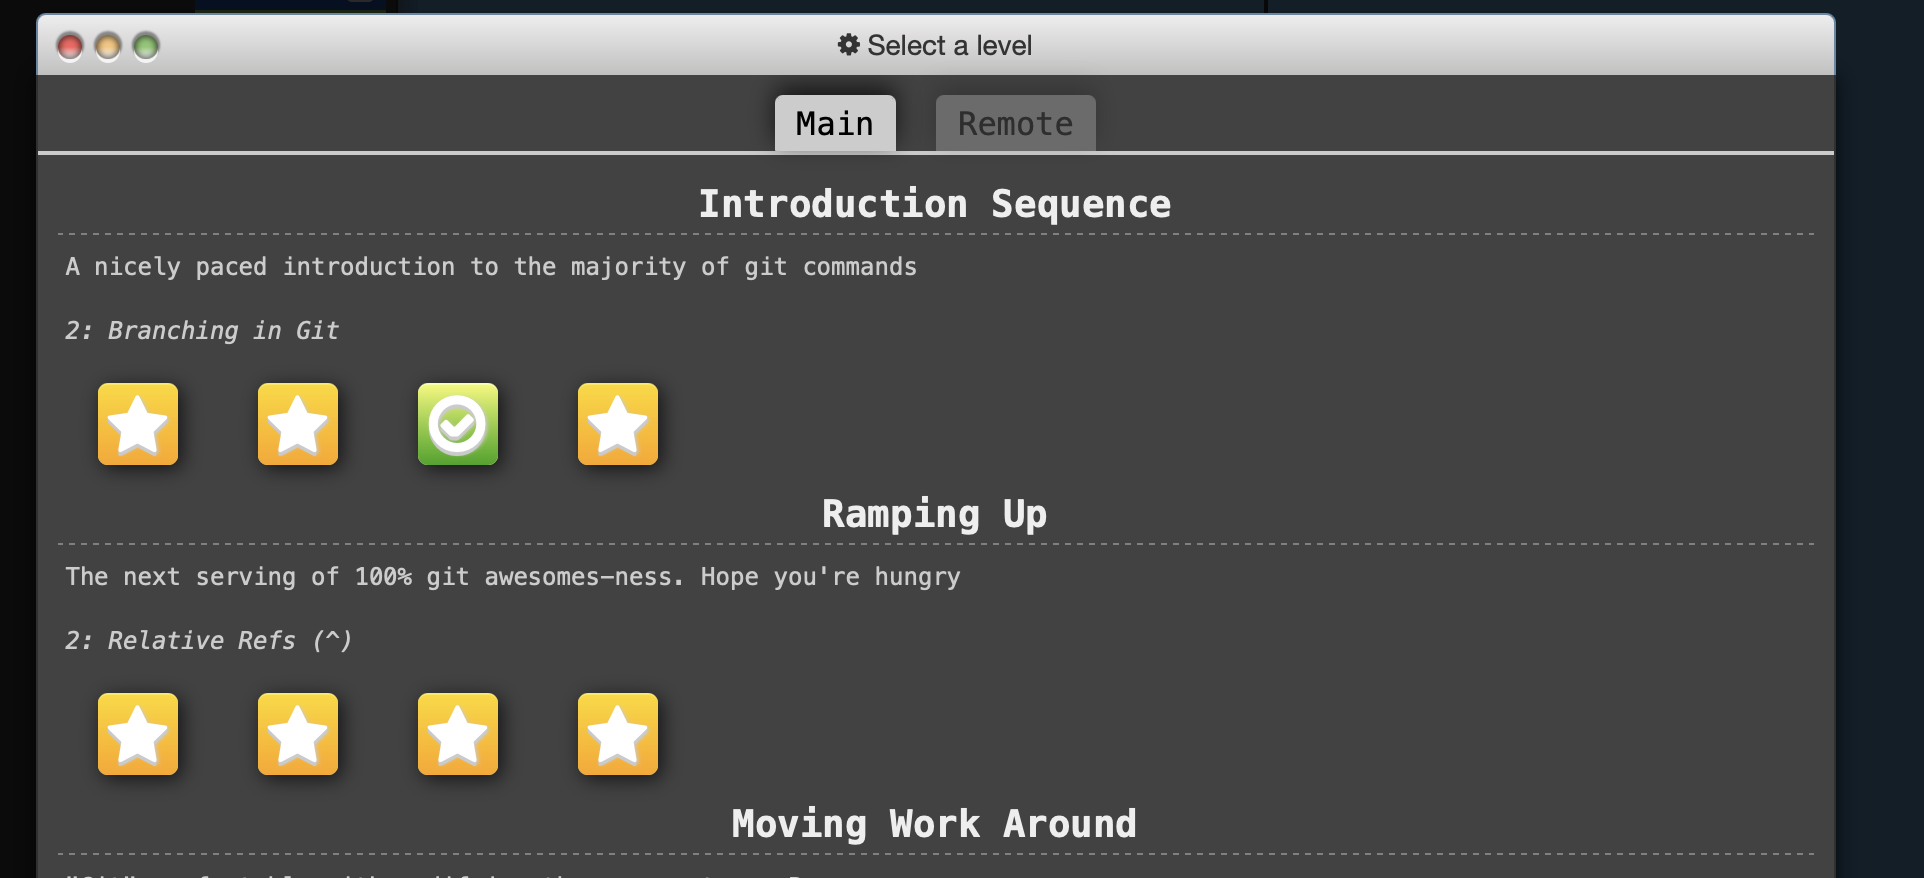 Select a level
Main Remote
Introduction Sequence
A nicely paced introduction to the majority of git commands
2: Branching in Git
Ramping Up
The next serving of 100% git awesomes-ness. Hope you're hungry
2: Relative Refs (^)
Moving Work Around